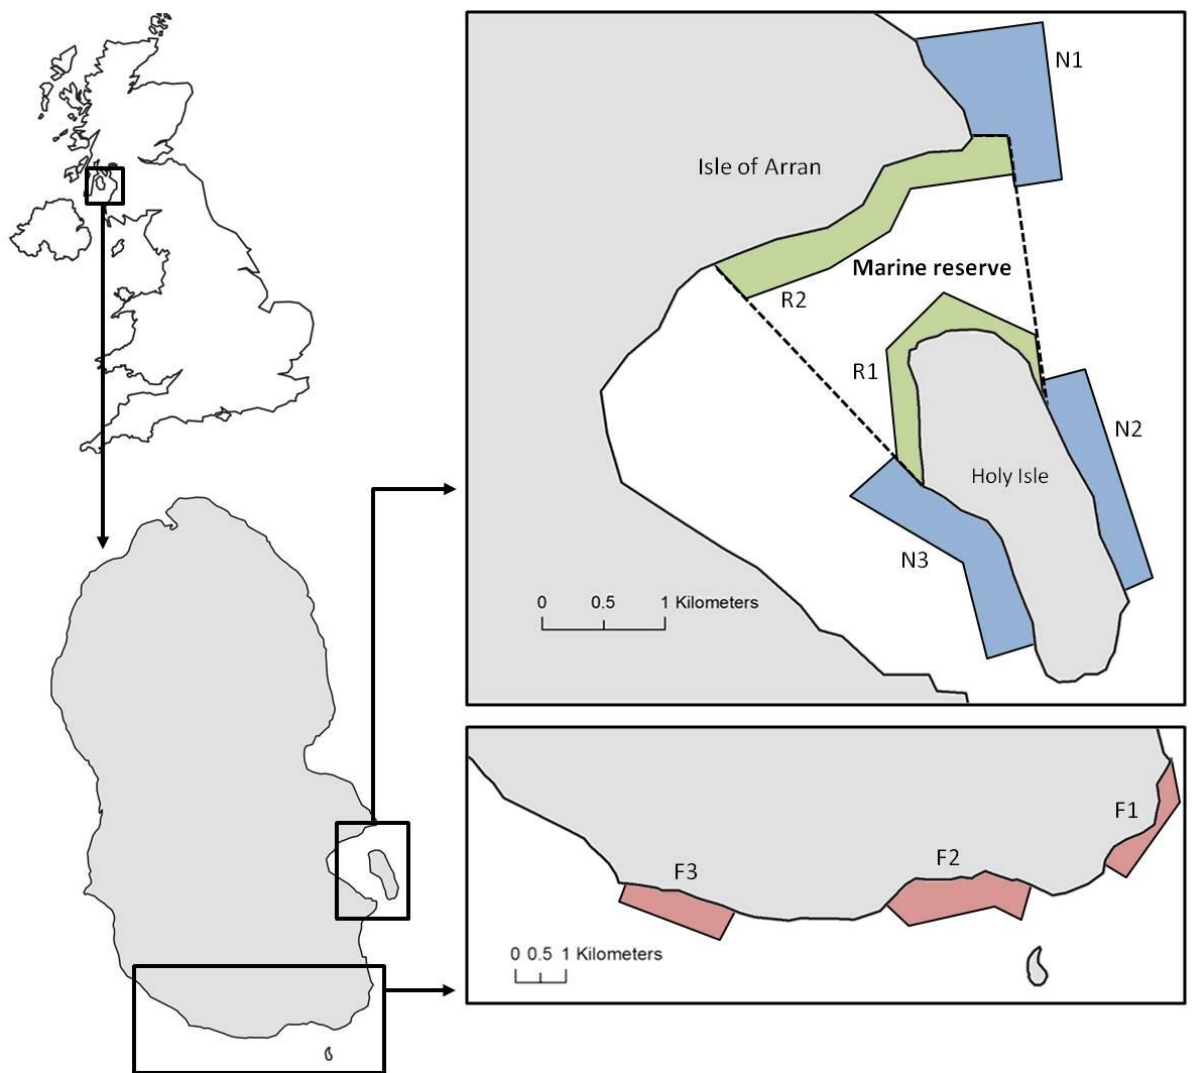 N1
Isle of Arran
Marine reserve
R2
R1
N2
Holy Isle
N3
0 0.5 1 Kilometers
F1
F2
F3
0 0.5 1 Kilometers